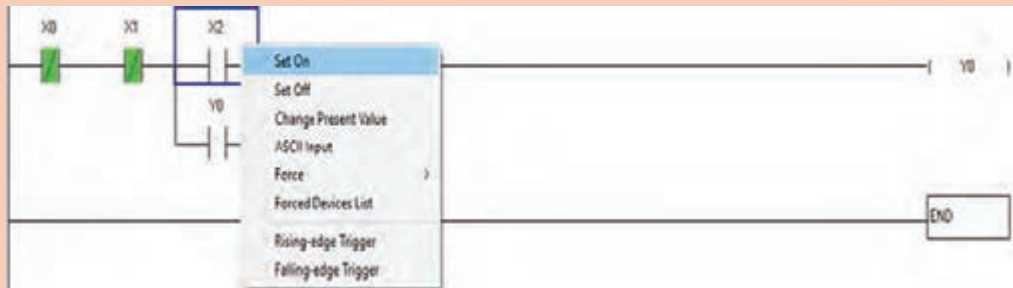 X0 X1 X2
Set On
Y0
Set Off
Y0
Change Present Value
ASCII Input
Force >
Forced Devices List
END
Rising-edge Trigger
Falling-edge Trigger